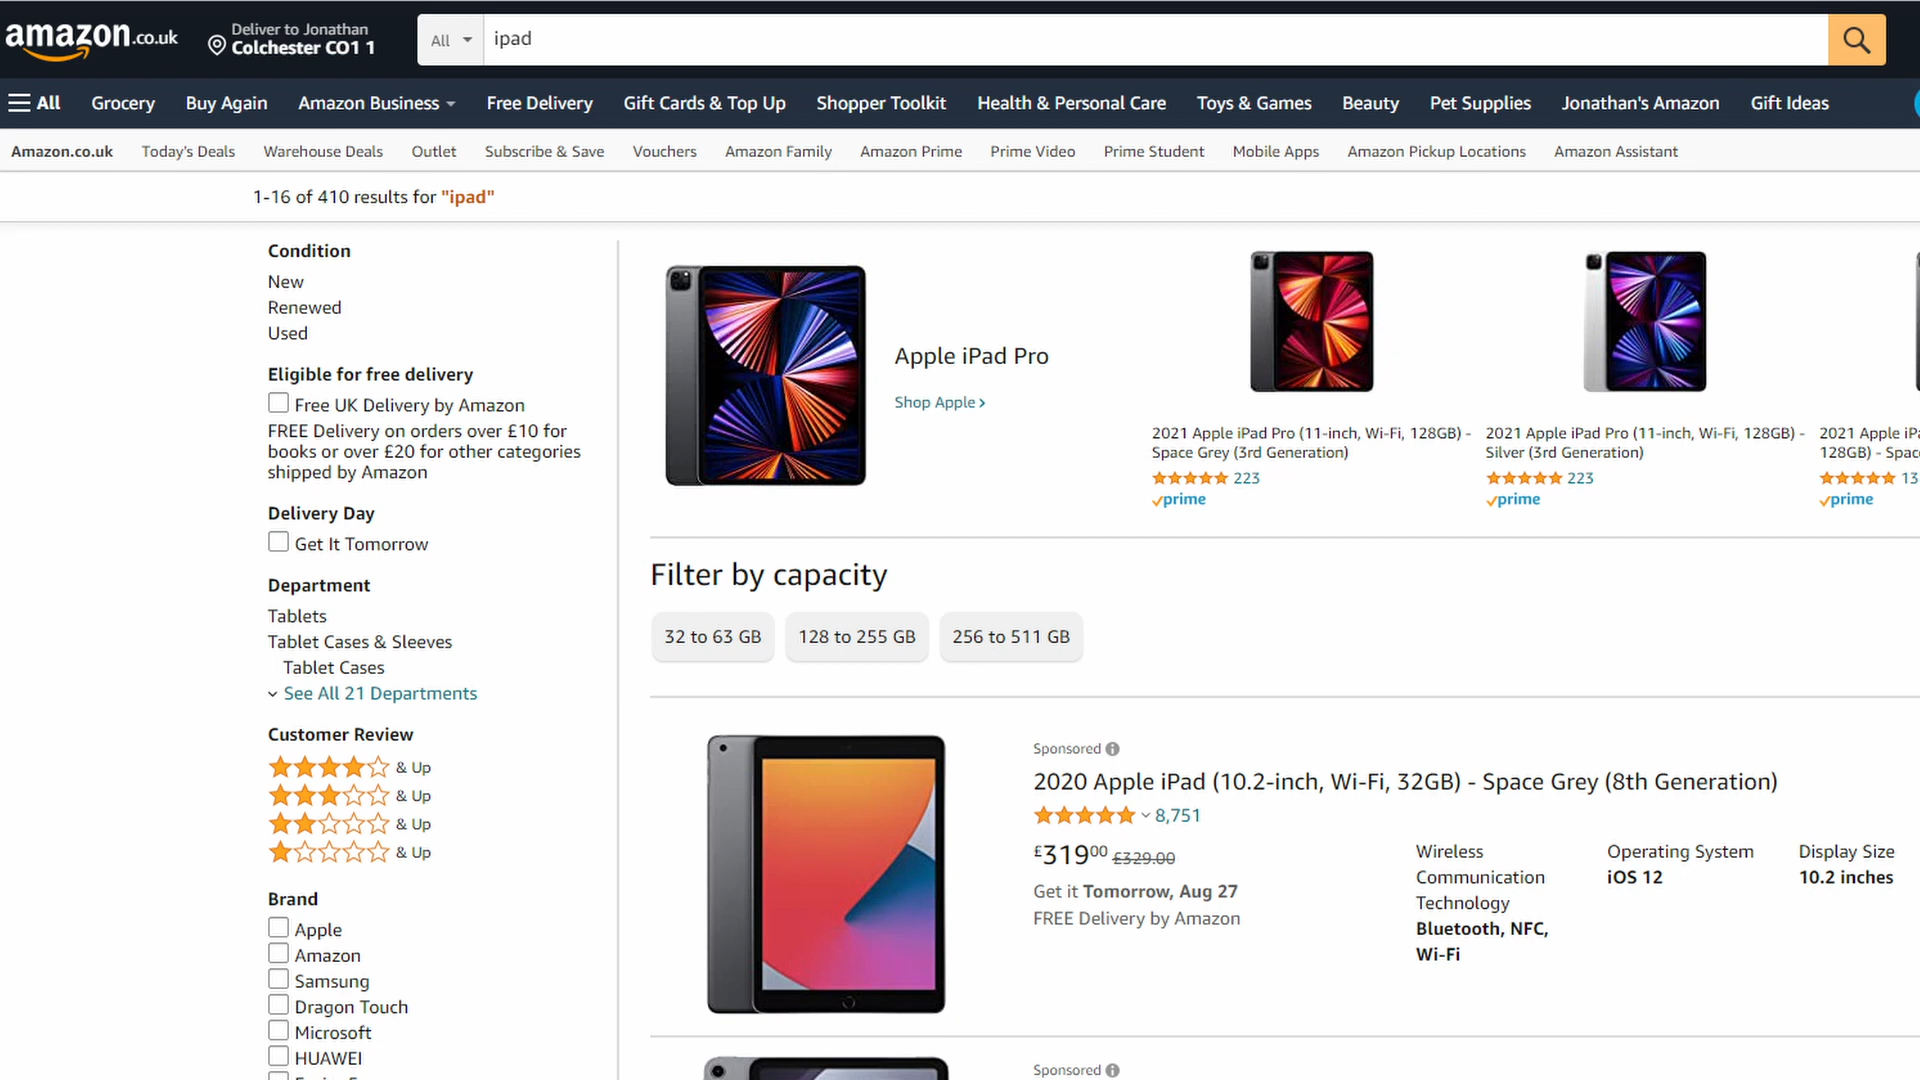 amazon.co.uk
Deliver to Jonathan
Colchester CO1 1
All
ipad
All
Grocery
Buy Again
Amazon Business
Free Delivery
Gift Cards & Top Up
Shopper Toolkit
Health & Personal Care
Toys & Games
Beauty
Pet Supplies
Jonathan's Amazon
Gift Ideas
Amazon.co.uk
Today's Deals
Warehouse Deals
Outlet
Subscribe & Save
Vouchers
Amazon Family
Amazon Prime
Prime Video
Prime Student
Mobile Apps
Amazon Pickup Locations
Amazon Assistant
1-16 of 410 results for "ipad"
Condition
New
Renewed
Used
Eligible for free delivery
Free UK Delivery by Amazon
FREE Delivery on orders over £10 for
books or over £20 for other categories
shipped by Amazon
Delivery Day
Get It Tomorrow
Department
Tablets
Tablet Cases & Sleeves
Tablet Cases
See All 21 Departments
Customer Review
& Up
& Up
& Up
& Up
Brand
Apple
Amazon
Samsung
Dragon Touch
Microsoft
HUAWEI
Apple iPad Pro
Shop Apple ›
2021 Apple iPad Pro (11-inch, Wi-Fi, 128GB) -
Space Grey (3rd Generation)
223
prime
2021 Apple iPad Pro (11-inch, Wi-Fi, 128GB) -
Silver (3rd Generation)
223
prime
2021 Apple
128GB) -
13
prime
Filter by capacity
32 to 63 GB
128 to 255 GB
256 to 511 GB
Sponsored
2020 Apple iPad (10.2-inch, Wi-Fi, 32GB) - Space Grey (8th Generation)
8,751
£31900 £329.00
Get it Tomorrow, Aug 27
FREE Delivery by Amazon
Wireless
Communication
Technology
Bluetooth, NFC,
Wi-Fi
Operating System
iOS 12
Display Size
10.2 inches
Sponsored